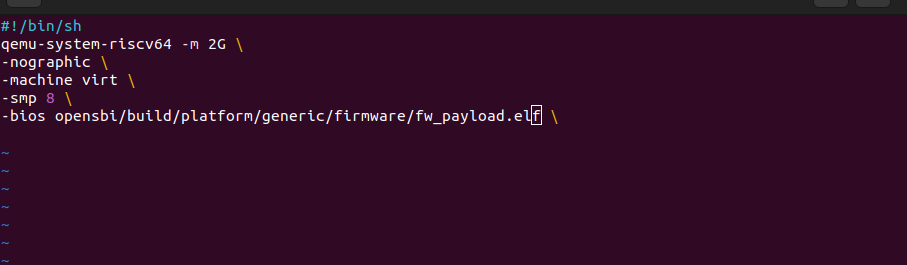 #!/bin/sh
qemu-system-riscv64 -m 2G \
-nographic \
-machine virt \
-smp 8 \
-bios opensbi/build/platform/generic/firmware/fw_payload.elf \
~
~
~
~
~
~
~